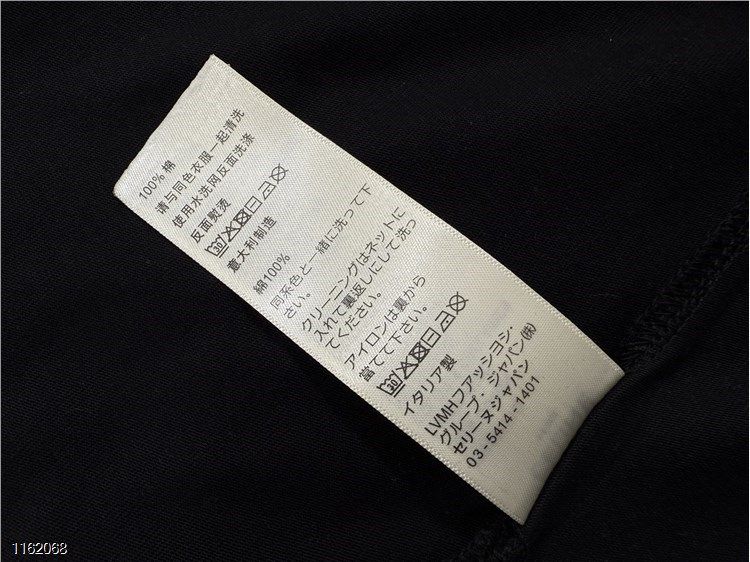 100% 棉
请与同色衣服一起清洗
使用水洗网反面洗涤
反面熨烫
30
意大利制造
綿100%
同系色と一緒に洗って下
さい。
クリーニングはネットに
入れて裏返しにして洗っ
てください。
アイロンは裏から
當てて下さい。
30
イタリア製
LVMHファアッショジ・
グループ・ジャパン(株)
セリーヌジャパン
03-5414-1401
1162068